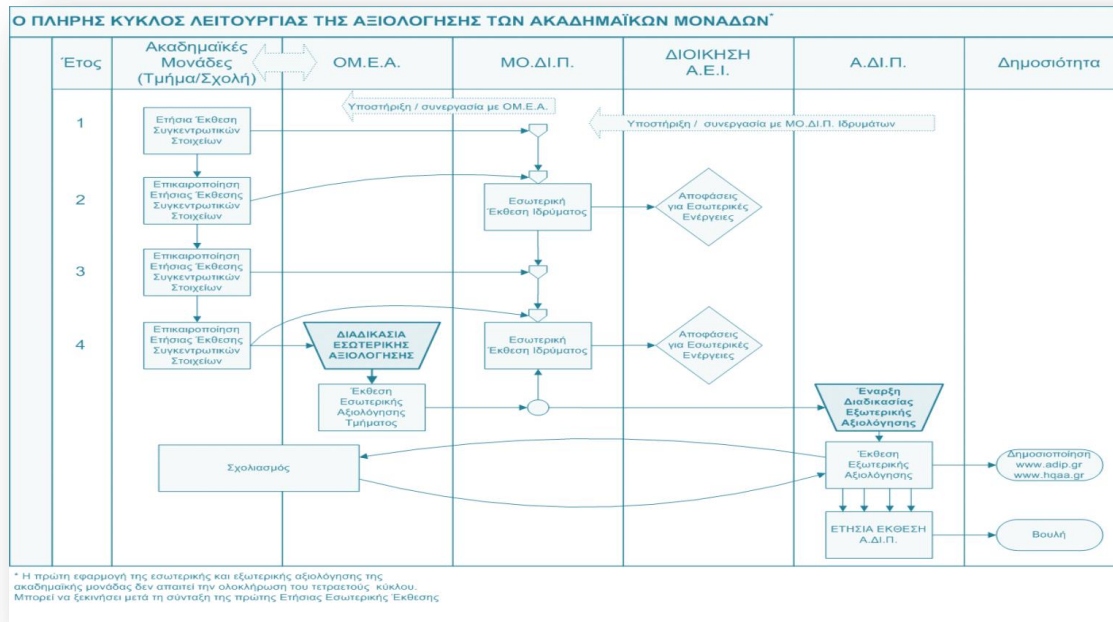 Ο ΠΛΗΡΗΣ ΚΥΚΛΟΣ ΛΕΙΤΟΥΡΓΙΑΣ ΤΗΣ ΑΞΙΟΛΟΓΗΣΗΣ ΤΩΝ ΑΚΑΔΗΜΑΪΚΩΝ ΜΟΝΑΔΩΝ*
Έτος
Ακαδημαϊκές
Μονάδες
(Τμήμα/Σχολή)
ΟΜ.Ε.Α.
ΜΟ.ΔΙ.Π.
ΔΙΟΙΚΗΣΗ
Α.Ε.Ι.
Α.ΔΙ.Π.
Δημοσιότητα
Υποστήριξη / συνεργασία με ΟΜ.Ε.Α.
Υποστήριξη / συνεργασία με ΜΟ.ΔΙ.Π. Ιδρυμάτων
1
Ετήσια Έκθεση
Συγκεντρωτικών
Στοιχείων
2
Επικαιροποίηση
Ετήσιας Έκθεσης
Συγκεντρωτικών
Στοιχείων
Εσωτερική
Έκθεση Ιδρύματος
Αποφάσεις
για Εσωτερικές
Ενέργειες
3
Επικαιροποίηση
Ετήσιας Έκθεσης
Συγκεντρωτικών
Στοιχείων
4
Επικαιροποίηση
Ετήσιας Έκθεσης
Συγκεντρωτικών
Στοιχείων
ΔΙΑΔΙΚΑΣΙΑ
ΕΣΩΤΕΡΙΚΗΣ
ΑΞΙΟΛΟΓΗΣΗΣ
Εσωτερική
Έκθεση Ιδρύματος
Αποφάσεις
για Εσωτερικές
Ενέργειες
Έκθεση
Εσωτερικής
Αξιολόγησης
Τμήματος
Έναρξη
Διαδικασίας
Εξωτερικής
Αξιολόγησης
Σχολιασμός
Έκθεση
Εξωτερικής
Αξιολόγησης
Δημοσιοποίηση
www.adip.gr
www.hqaa.gr
ΕΤΗΣΙΑ ΕΚΘΕΣΗ
Α.ΔΙ.Π.
Βουλή
* Η πρώτη εφαρμογή της εσωτερικής και εξωτερικής αξιολόγησης της
ακαδημαϊκής μονάδας δεν απαιτεί την ολοκλήρωση του τετραετούς κύκλου.
Μπορεί να ξεκινήσει μετά τη σύνταξη της πρώτης Ετήσιας Εσωτερικής Έκθεσης